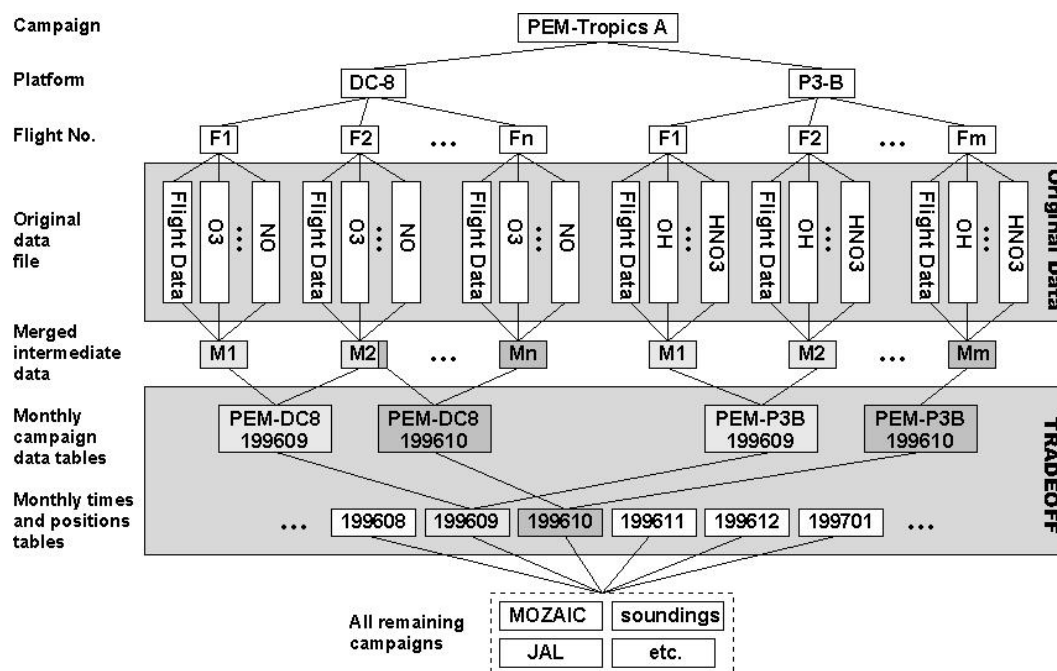 Campaign
PEM-Tropics A
Platform
DC-8
P3-B
Flight No.
F1
F2
...
Fn
F1
F2
...
Fm
Original
data
file
Flight Data
O3
...
NO
Flight Data
O3
...
NO
Flight Data
O3
...
NO
Flight Data
OH
...
HNO3
Flight Data
OH
...
HNO3
Flight Data
OH
...
HNO3
Original Data
Merged
intermediate
data
M1
M2
...
Mn
M1
M2
...
Mm
Monthly
campaign
data tables
PEM-DC8
199609
PEM-DC8
199610
PEM-P3B
199609
PEM-P3B
199610
TRADEOFF
Monthly times
and positions
tables
...
199608
199609
199610
199611
199612
199701
...
All remaining
campaigns
MOZAIC
soundings
JAL
etc.